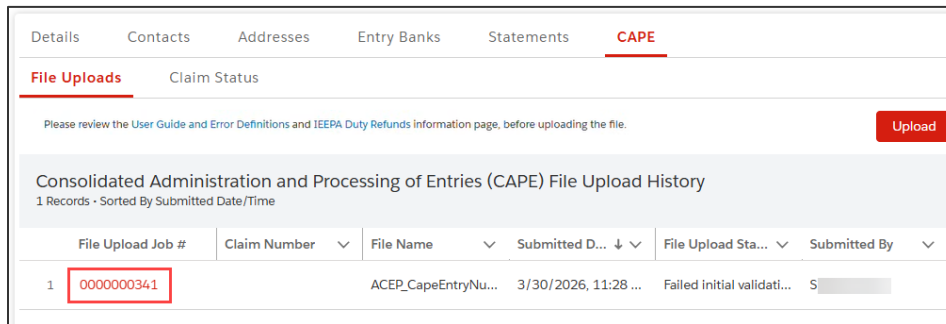 Details Contacts Addresses Entry Banks Statements CAPE
File Uploads Claim Status
Please review the User Guide and Error Definitions and IEEPA Duty Refunds information page, before uploading the file.
Upload
Consolidated Administration and Processing of Entries (CAPE) File Upload History
1 Records • Sorted By Submitted Date/Time
File Upload Job # Claim Number File Name Submitted D... File Upload Sta... Submitted By
1 0000000341 ACEP_CapeEntryNu... 3/30/2026, 11:28 ... Failed initial validati... S